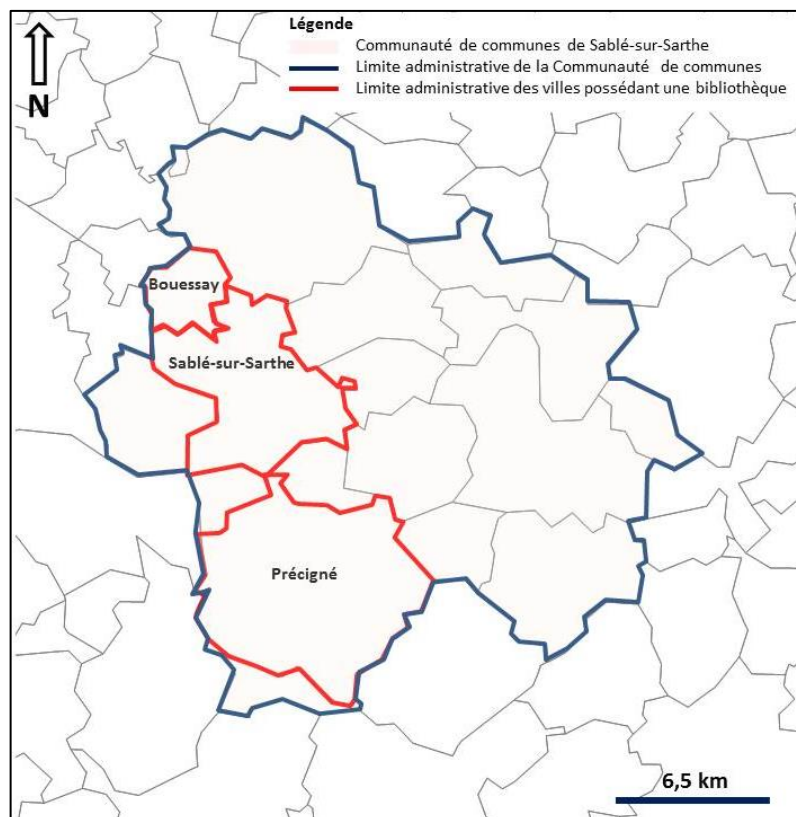 Légende
Communauté de communes de Sablé-sur-Sarthe
Limite administrative de la Communauté de communes
Limite administrative des villes possédant une bibliothèque
N
Bouessay
Sablé-sur-Sarthe
Précigné
6,5 km